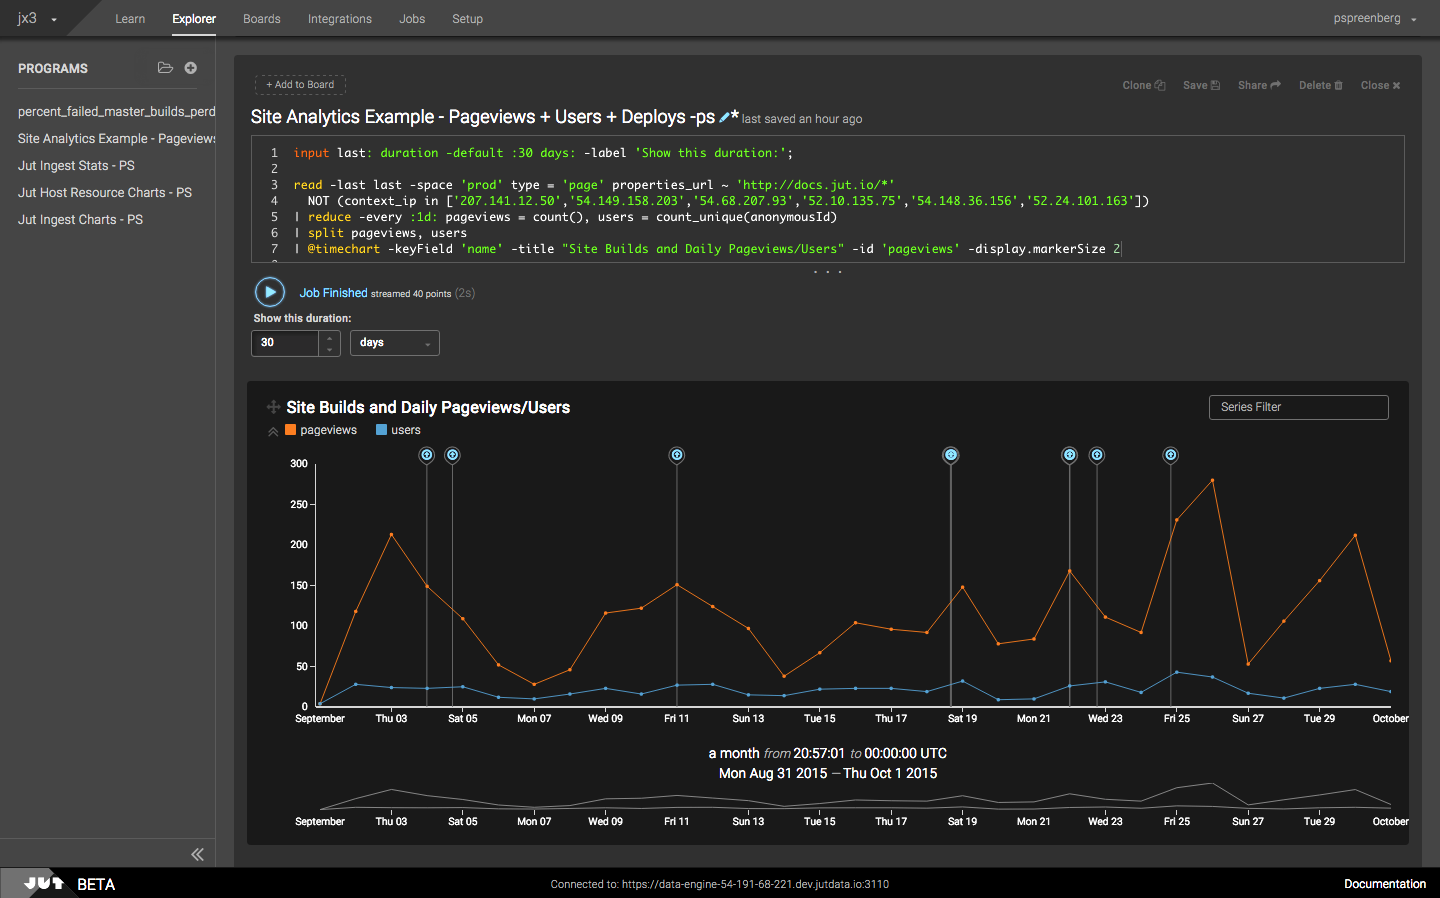 jx3
Learn
Explorer
Boards
Integrations
Jobs
Setup
pspreenberg
PROGRAMS
percent_failed_master_builds_perd
Site Analytics Example - Pageviews
Jut Ingest Stats - PS
Jut Host Resource Charts - PS
Jut Ingest Charts - PS
+ Add to Board
Clone
Save
Share
Delete
Close
Site Analytics Example - Pageviews + Users + Deploys -ps * last saved an hour ago
1 input last: duration -default :30 days: -label 'Show this duration:';
2
3 read -last last -space 'prod' type = 'page' properties_url ~ 'http://docs.jut.io/*'
4 NOT (context_ip in ['207.141.12.50','54.149.158.203','54.68.207.93','52.10.135.75','54.148.36.156','52.24.101.163'])
5 | reduce -every :1d: pageviews = count(), users = count_unique(anonymousId)
6 | split pageviews, users
7 | @timechart -keyField 'name' -title "Site Builds and Daily Pageviews/Users" -id 'pageviews' -display.markerSize 2
Job Finished streamed 40 points (2s)
Show this duration:
30
days
Site Builds and Daily Pageviews/Users
Series Filter
pageviews
users
300
250
200
150
100
50
0
September Thu 03 Sat 05 Mon 07 Wed 09 Fri 11 Sun 13 Tue 15 Thu 17 Sat 19 Mon 21 Wed 23 Fri 25 Sun 27 Tue 29 October
a month from 20:57:01 to 00:00:00 UTC
Mon Aug 31 2015 – Thu Oct 1 2015
September Thu 03 Sat 05 Mon 07 Wed 09 Fri 11 Sun 13 Tue 15 Thu 17 Sat 19 Mon 21 Wed 23 Fri 25 Sun 27 Tue 29 October
JUT BETA
Connected to: https://data-engine-54-191-68-221.dev.jutdata.io:3110
Documentation